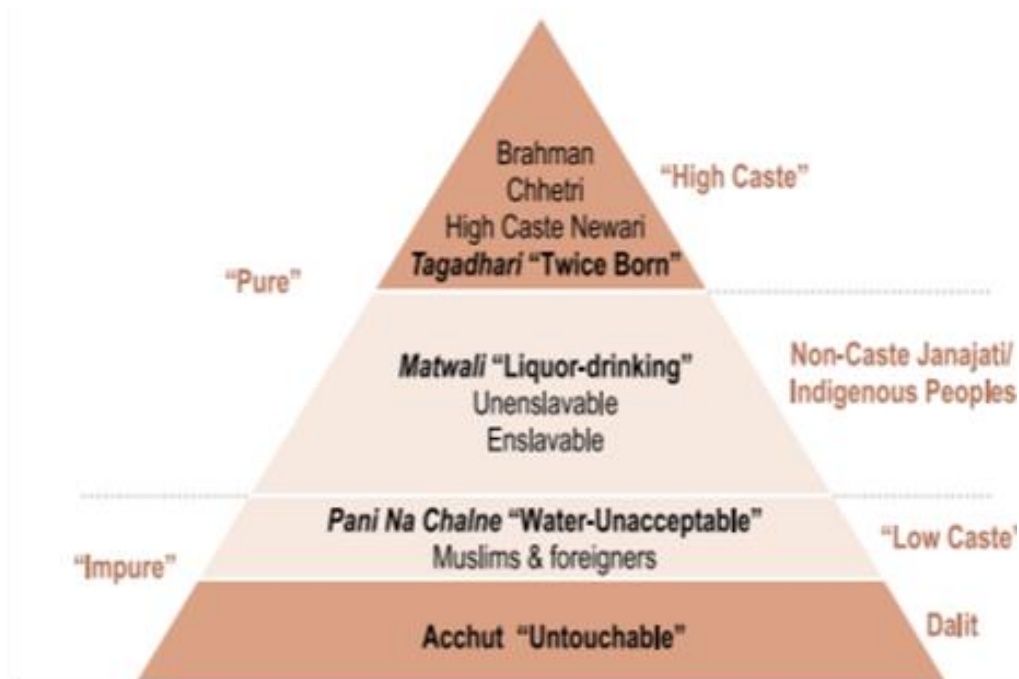 Brahman
Chhetri
High Caste Newari
Tagadhari “Twice Born”
“High Caste”
“Pure”
Matwali “Liquor-drinking”
Unenslavable
Enslavable
Non-Caste Janajati/
Indigenous Peoples
Pani Na Chalne “Water-Unacceptable”
Muslims & foreigners
“Low Caste”
“Impure”
Acchut “Untouchable”
Dalit